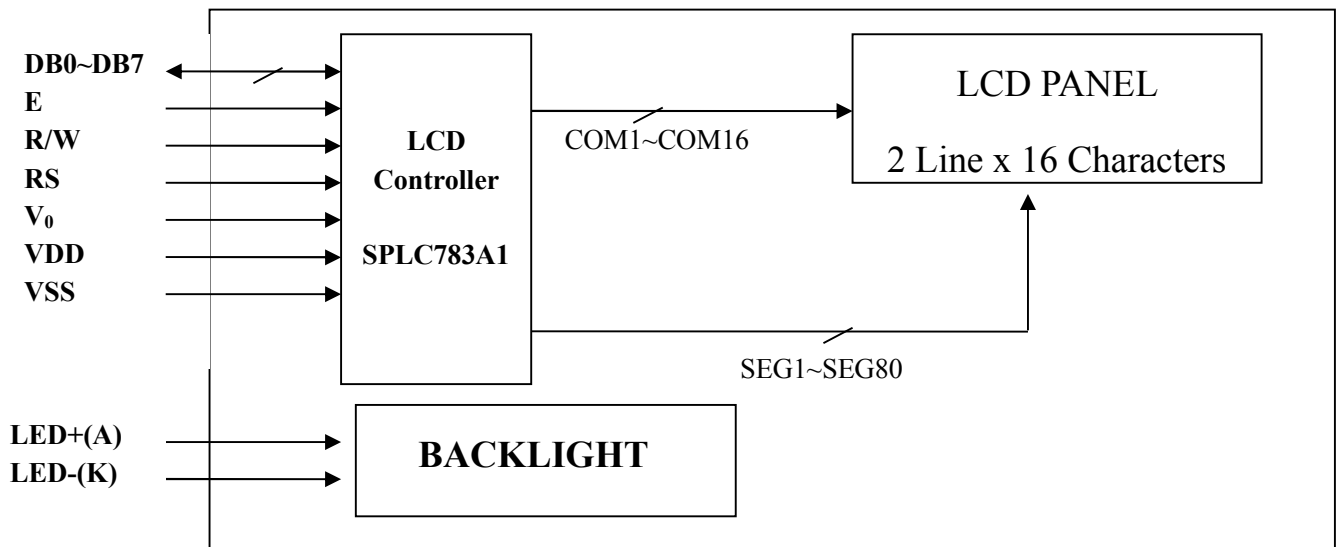 DB0~DB7
E
R/W
RS
V₀
VDD
VSS
LED+(A)
LED-(K)
LCD
Controller
SPLC783A1
COM1~COM16
SEG1~SEG80
LCD PANEL
2 Line x 16 Characters
BACKLIGHT